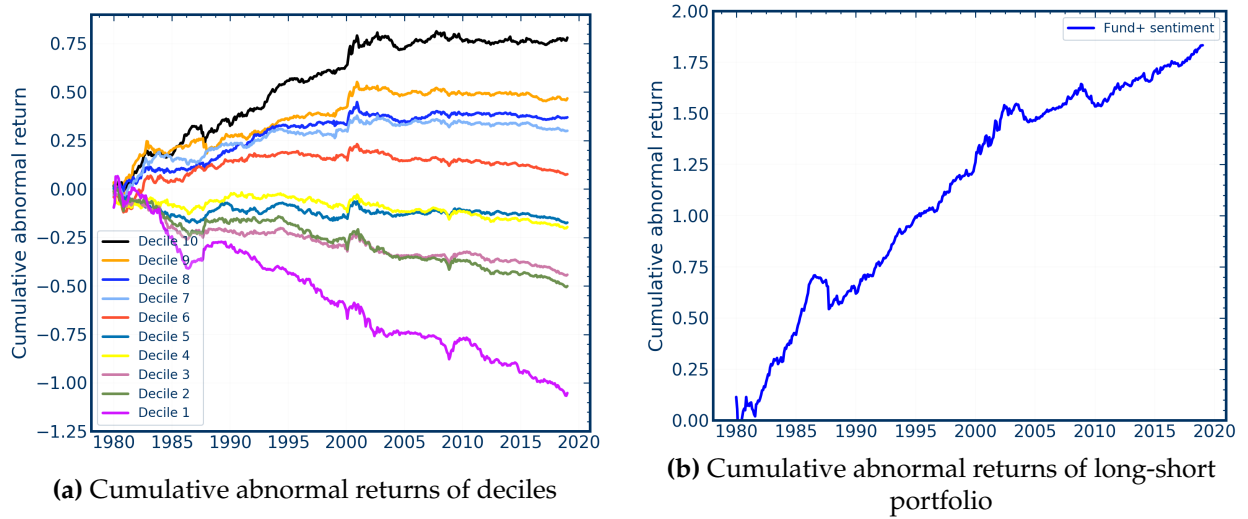 Cumulative abnormal return
0.75
0.50
0.25
0.00
−0.25
−0.50
−0.75
−1.00
−1.25
Decile 10
Decile 9
Decile 8
Decile 7
Decile 6
Decile 5
Decile 4
Decile 3
Decile 2
Decile 1
1980 1985 1990 1995 2000 2005 2010 2015 2020
(a) Cumulative abnormal returns of deciles
Cumulative abnormal return
2.00
1.75
1.50
1.25
1.00
0.75
0.50
0.25
0.00
Fund+ sentiment
1980 1985 1990 1995 2000 2005 2010 2015 2020
(b) Cumulative abnormal returns of long-short
portfolio